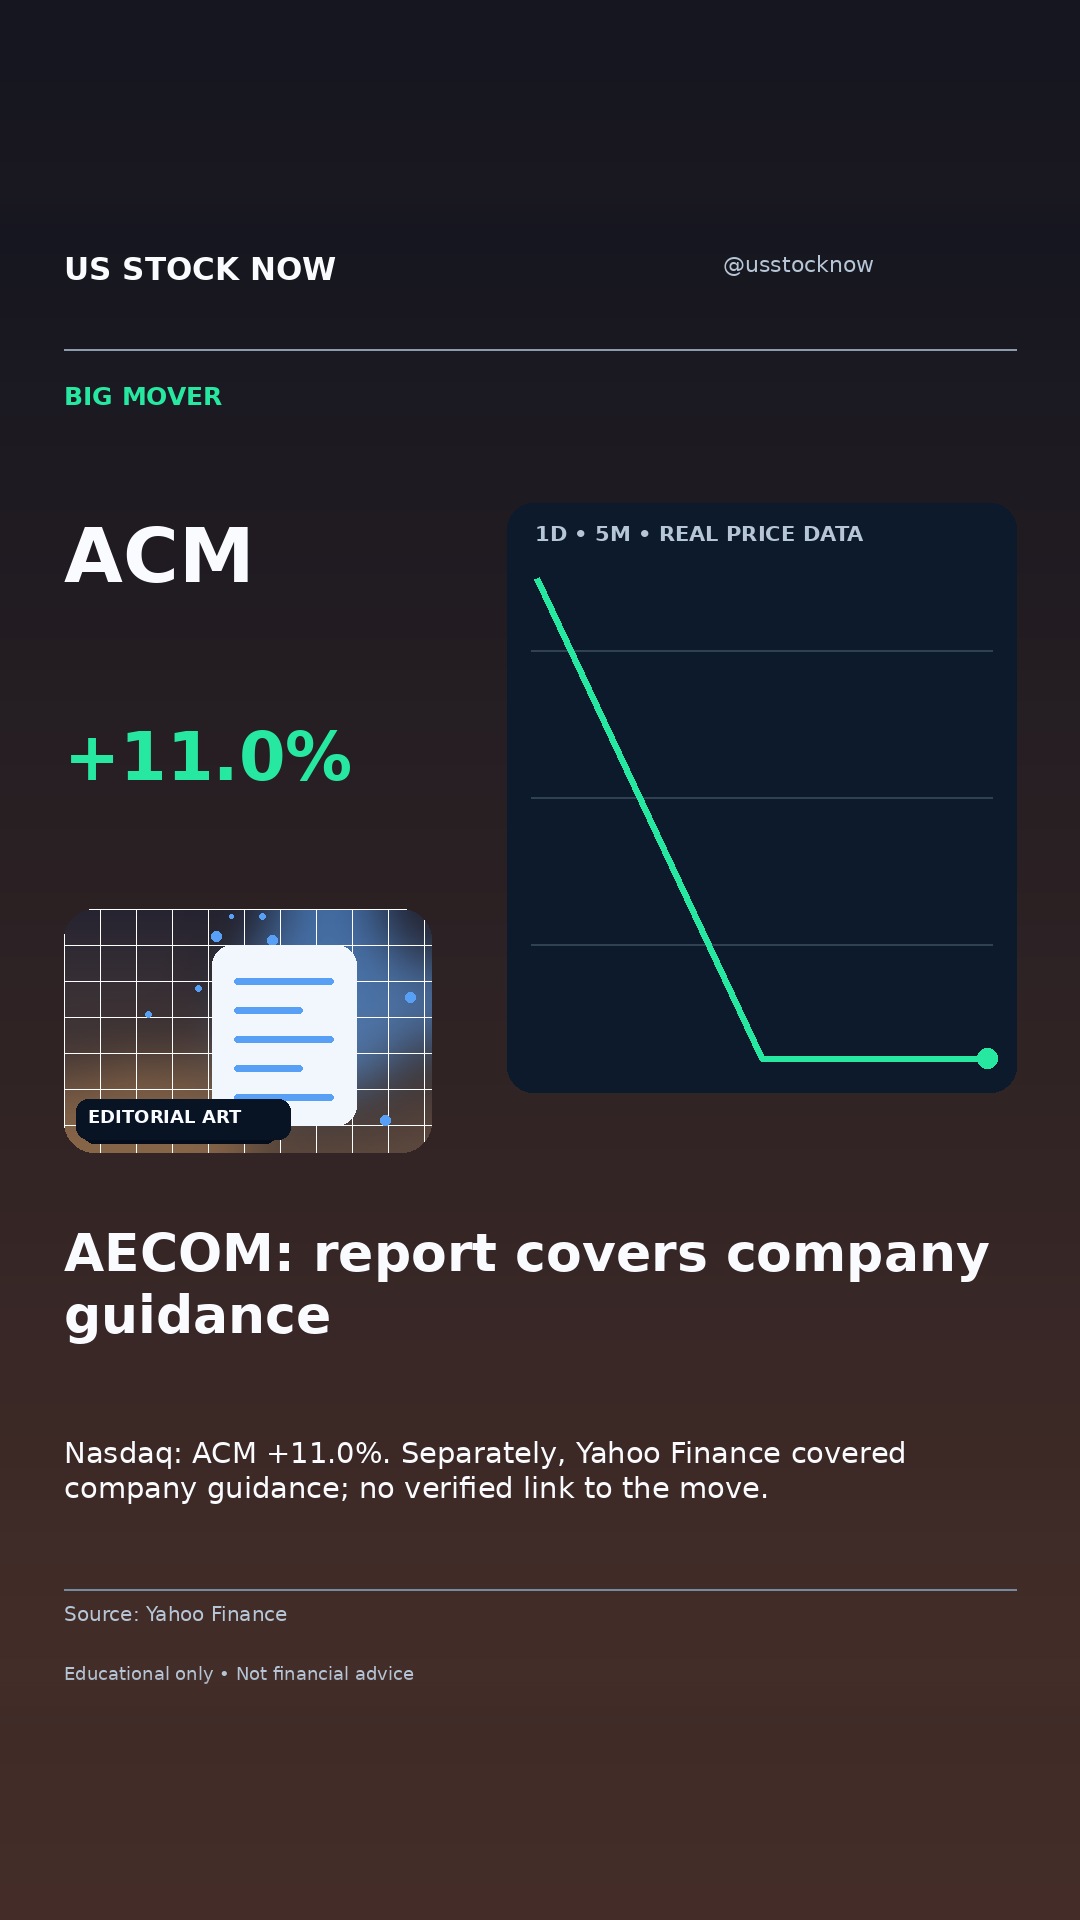 US STOCK NOW
@usstocknow
BIG MOVER
ACM
+11.0%
1D • 5M • REAL PRICE DATA
EDITORIAL ART
AECOM: report covers company
guidance
Nasdaq: ACM +11.0%. Separately, Yahoo Finance covered
company guidance; no verified link to the move.
Source: Yahoo Finance
Educational only • Not financial advice